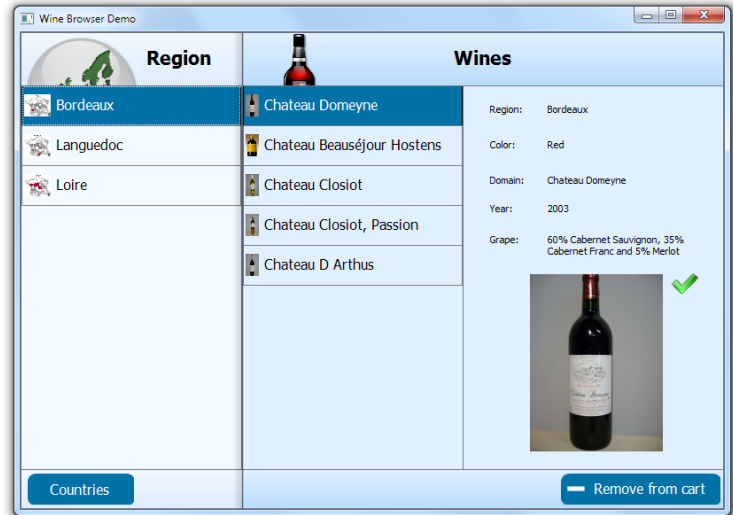 Wine Browser Demo
Region
Wines
Bordeaux
Languedoc
Loire
Chateau Domeyne
Chateau Beauséjour Hostens
Chateau Closiot
Chateau Closiot, Passion
Chateau D Arthus
Region: Bordeaux
Color: Red
Domain: Chateau Domeyne
Year: 2003
Grape: 60% Cabernet Sauvignon, 35%
Cabernet Franc and 5% Merlot
Château Domeyne
Countries
Remove from cart